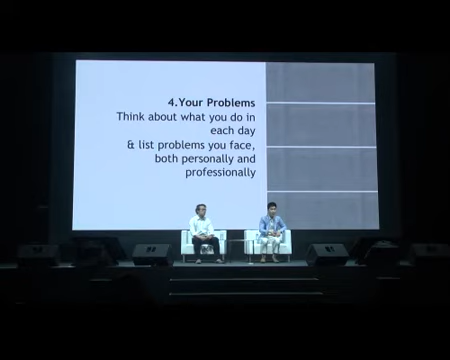 4.Your Problems
Think about what you do in
each day
& list problems you face,
both personally and
professionally